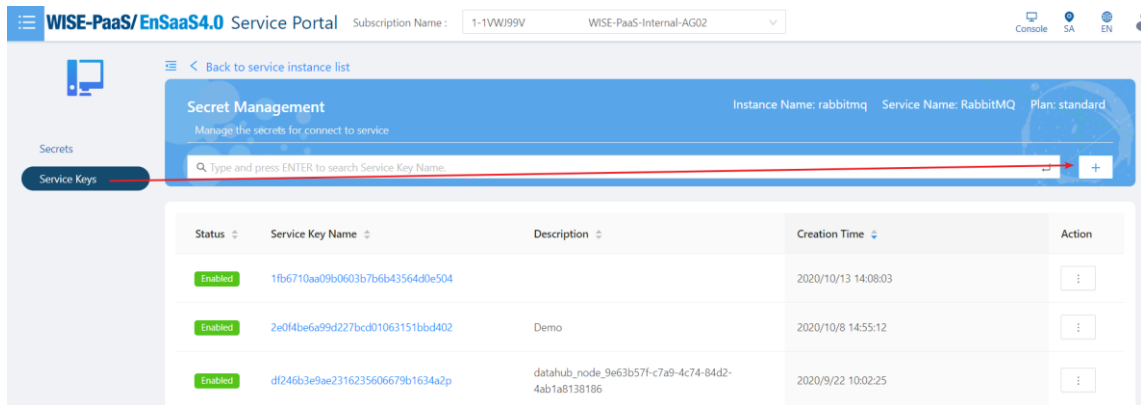 WISE-PaaS/EnSaaS4.0 Service Portal Subscription Name : 1-1VWJ99V WISE-PaaS-Internal-AG02 Console SA EN
Back to service instance list
Secret Management Instance Name: rabbitmq Service Name: RabbitMQ Plan: standard
Manage the secrets for connect to service
Secrets
Type and press ENTER to search Service Key Name. +
Service Keys
Status Service Key Name Description Creation Time Action
Enabled 1fb6710aa09b0603b7b6b43564d0e504 2020/10/13 14:08:03
Enabled 2e0f4be6a99d227bcd01063151bbd402 Demo 2020/10/8 14:55:12
Enabled df246b3e9ae2316235606679b1634a2p datahub_node_9e63b57f-c7a9-4c74-84d2-
4ab1a8138186 2020/9/22 10:02:25